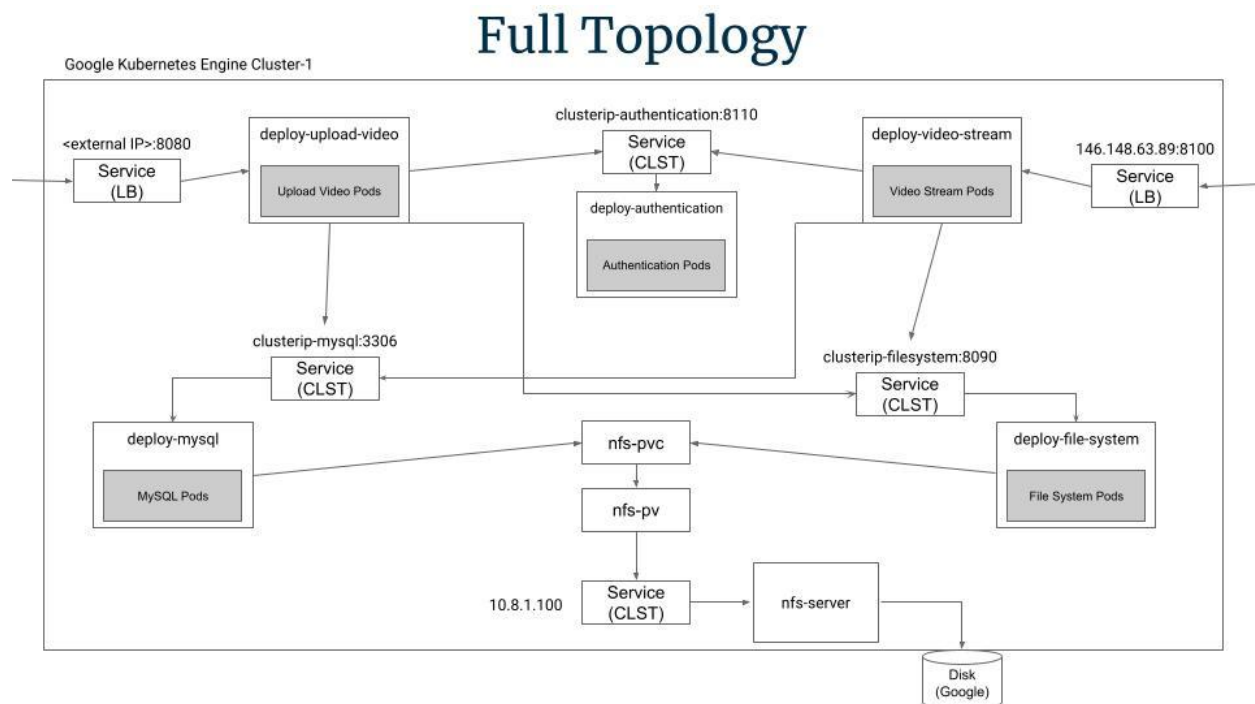 Full Topology
Google Kubernetes Engine Cluster-1
<external IP>:8080
Service
(LB)
deploy-upload-video
Upload Video Pods
clusterip-authentication:8110
Service
(CLST)
deploy-authentication
Authentication Pods
deploy-video-stream
Video Stream Pods
146.148.63.89:8100
Service
(LB)
clusterip-mysql:3306
Service
(CLST)
clusterip-filesystem:8090
Service
(CLST)
deploy-mysql
MySQL Pods
nfs-pvc
nfs-pv
deploy-file-system
File System Pods
10.8.1.100
Service
(CLST)
nfs-server
Disk
(Google)